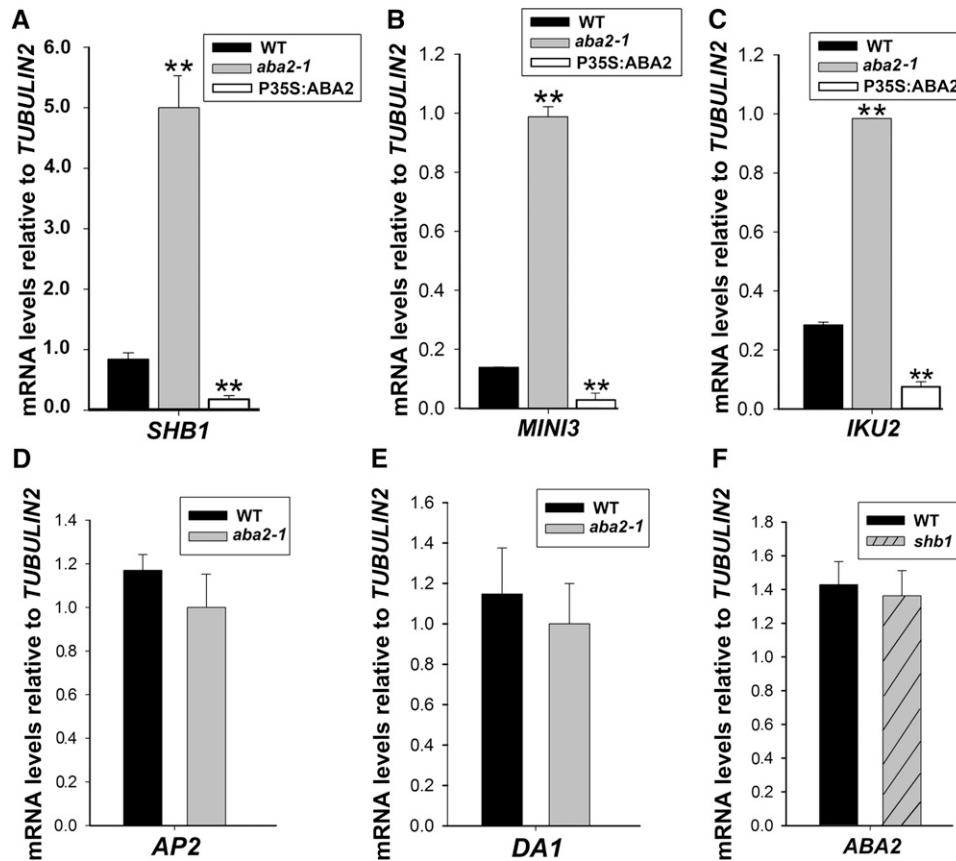 A
mRNA levels relative to TUBULIN2
6.0
5.0
4.0
3.0
2.0
1.0
0.0
WT
aba2-1
P35S:ABA2
**
**
SHB1
B
mRNA levels relative to TUBULIN2
1.2
1.0
0.8
0.6
0.4
0.2
0.0
WT
aba2-1
P35S:ABA2
**
**
MINI3
C
mRNA levels relative to TUBULIN2
1.2
1.0
0.8
0.6
0.4
0.2
0.0
WT
aba2-1
P35S:ABA2
**
**
IKU2
D
mRNA levels relative to TUBULIN2
1.4
1.2
1.0
0.8
0.6
0.4
0.2
0.0
WT
aba2-1
AP2
E
mRNA levels relative to TUBULIN2
1.6
1.4
1.2
1.0
0.8
0.6
0.4
0.2
0.0
WT
aba2-1
DA1
F
mRNA levels relative to TUBULIN2
1.8
1.6
1.4
1.2
1.0
0.8
0.6
0.4
0.2
0.0
WT
shb1
ABA2